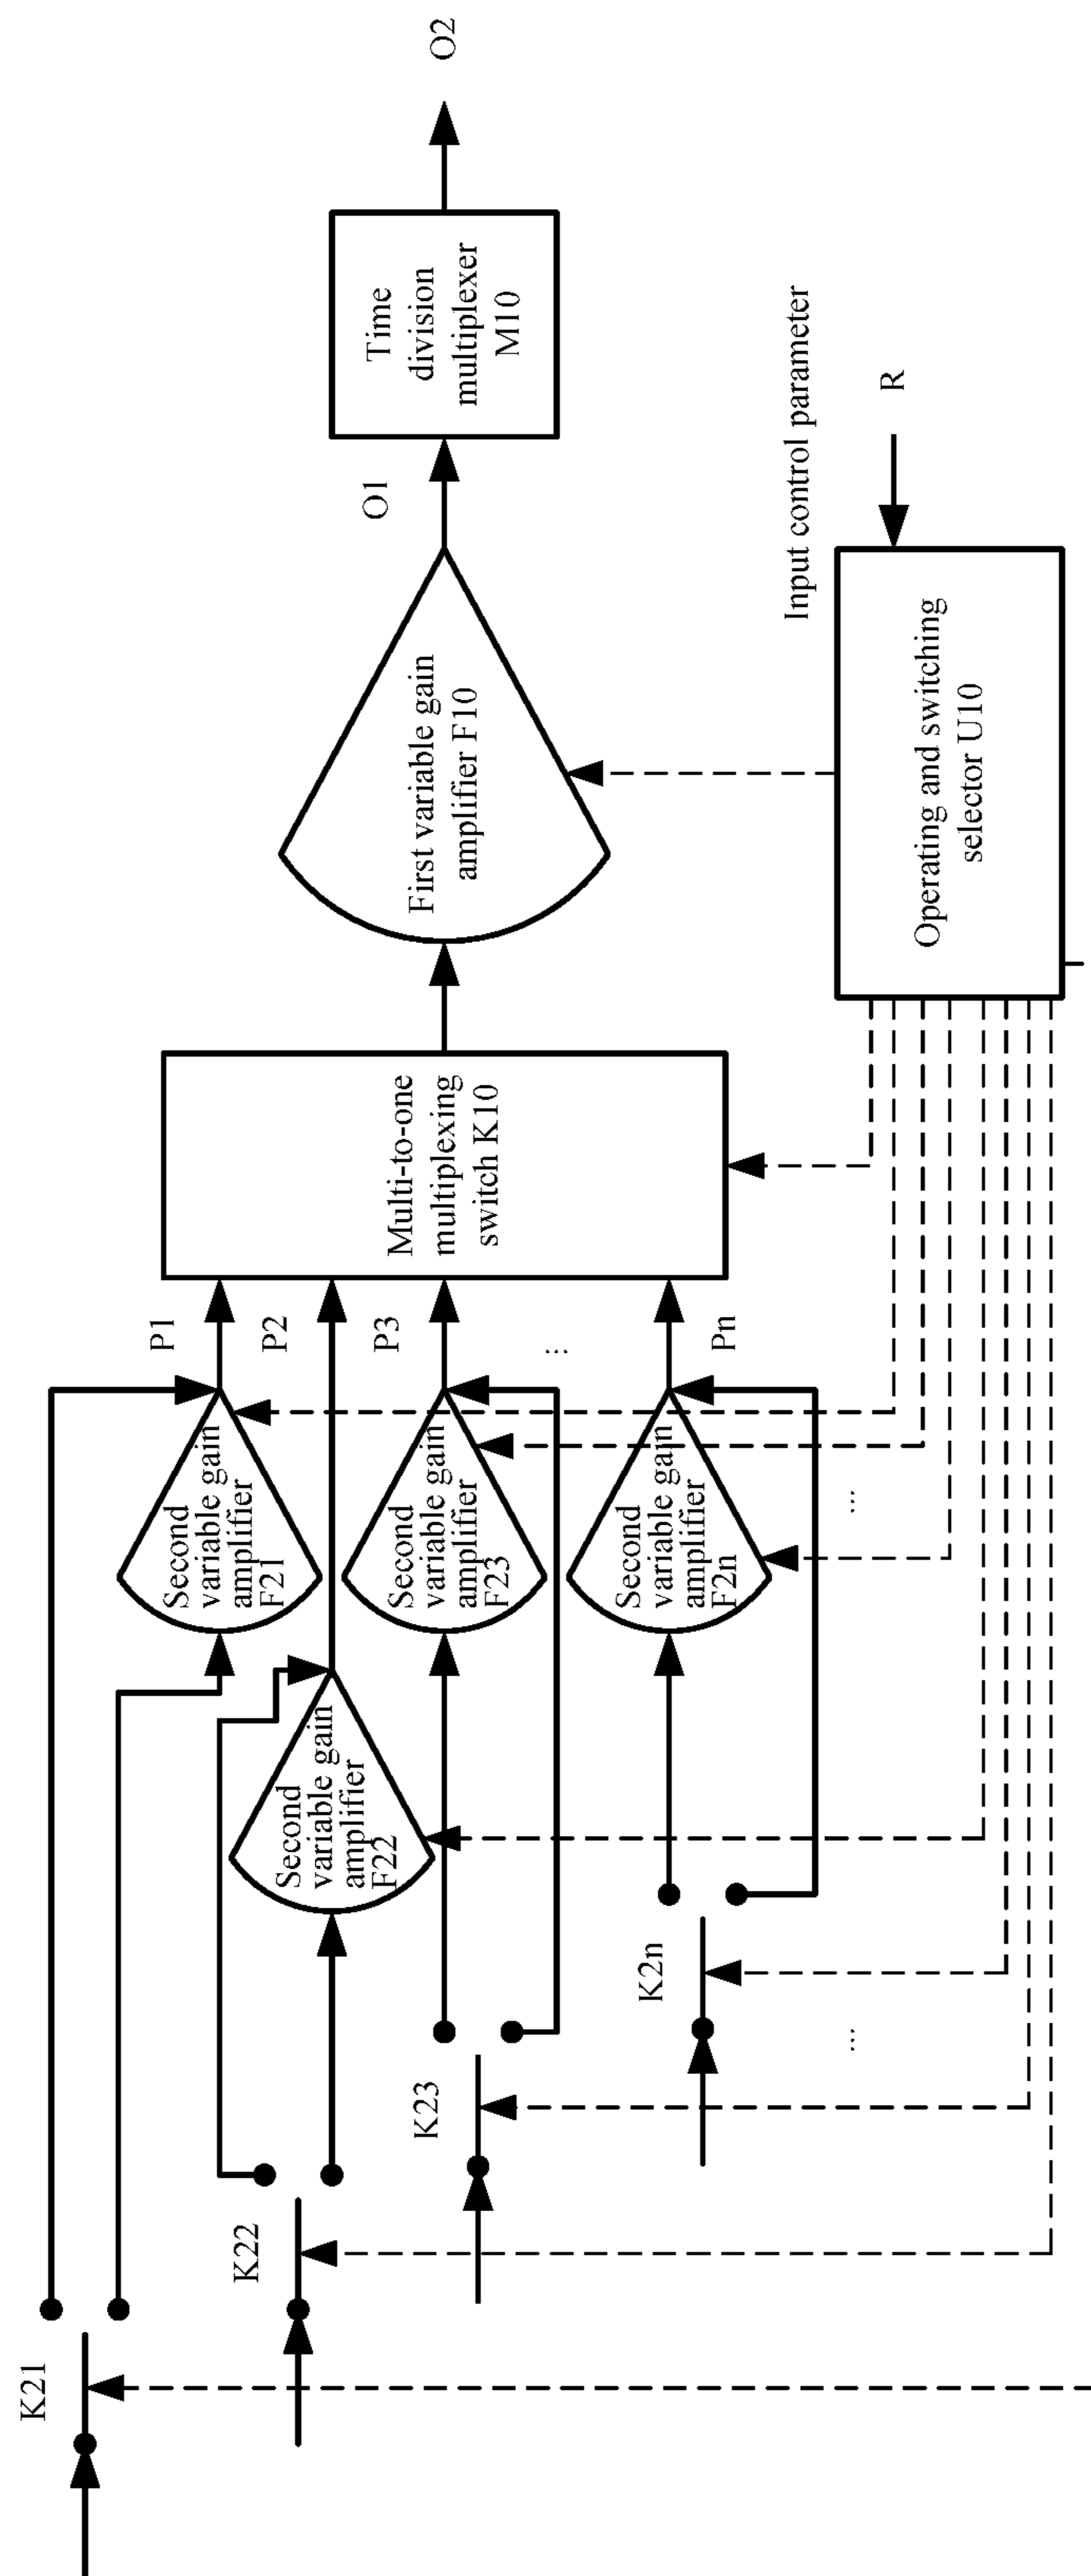 K21
K22
K23
K2n
...
Second
variable gain
amplifier
F21
Second
variable gain
amplifier
F22
Second
variable gain
amplifier
F23
Second
variable gain
amplifier
F2n
...
P1
P2
P3
...
Pn
Multi-to-one
multiplexing
switch K10
First variable gain
amplifier F10
O1
Time
division
multiplexer
M10
O2
Operating and switching
selector U10
Input control parameter
R